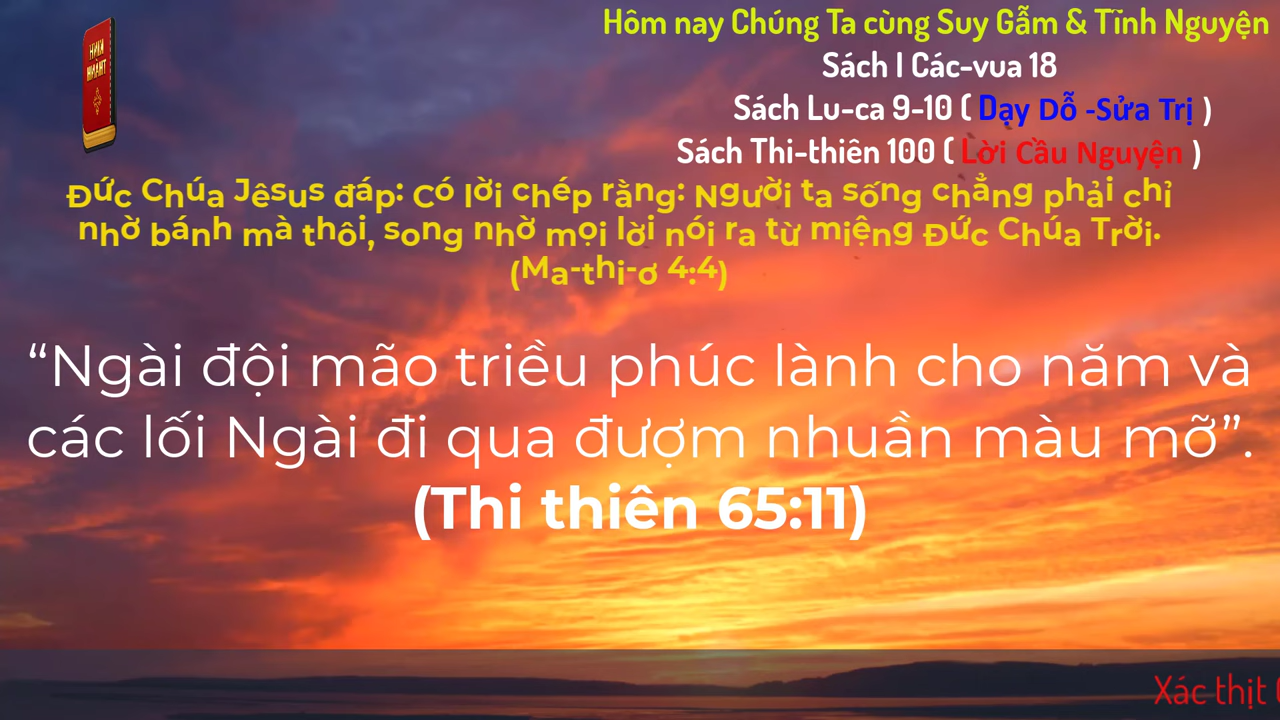 Hôm nay Chúng Ta cùng Suy Gẫm & Tĩnh Nguyện
Sách I Các-vua 18
Sách Lu-ca 9-10 ( Dạy Dỗ -Sửa Trị )
Sách Thi-thiên 100 ( Lời Cầu Nguyện )
Đức Chúa Jêsus đáp: Có lời chép rằng: Người ta sống chẳng phải chỉ
nhờ bánh mà thôi, song nhờ mọi lời nói ra từ miệng Đức Chúa Trời.
(Ma-thi-ơ 4:4)
“Ngài đội mão triều phúc lành cho năm và
các lối Ngài đi qua đượm nhuần màu mỡ”.
(Thi thiên 65:11)
Xác thịt